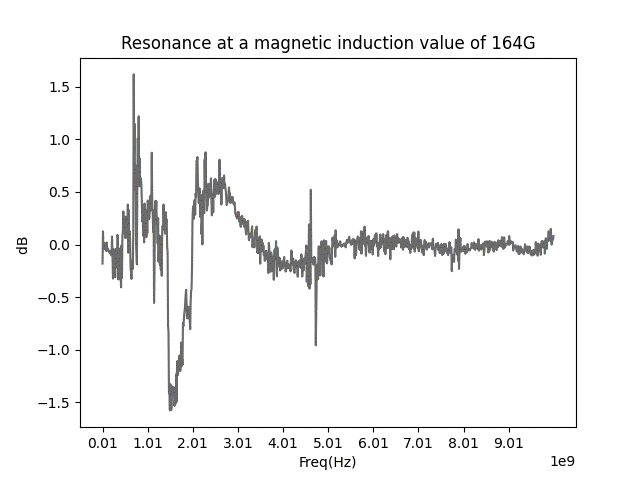 Resonance at a magnetic induction value of 164G
1.5
1.0
0.5
0.0
−0.5
−1.0
−1.5
dB
0.01 1.01 2.01 3.01 4.01 5.01 6.01 7.01 8.01 9.01
Freq(Hz)
1e9